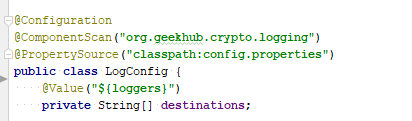 @Configuration
@ComponentScan("org.geekhub.crypto.logging")
@PropertySource("classpath:config.properties")
public class LogConfig {
@Value("${loggers}")
private String[] destinations;